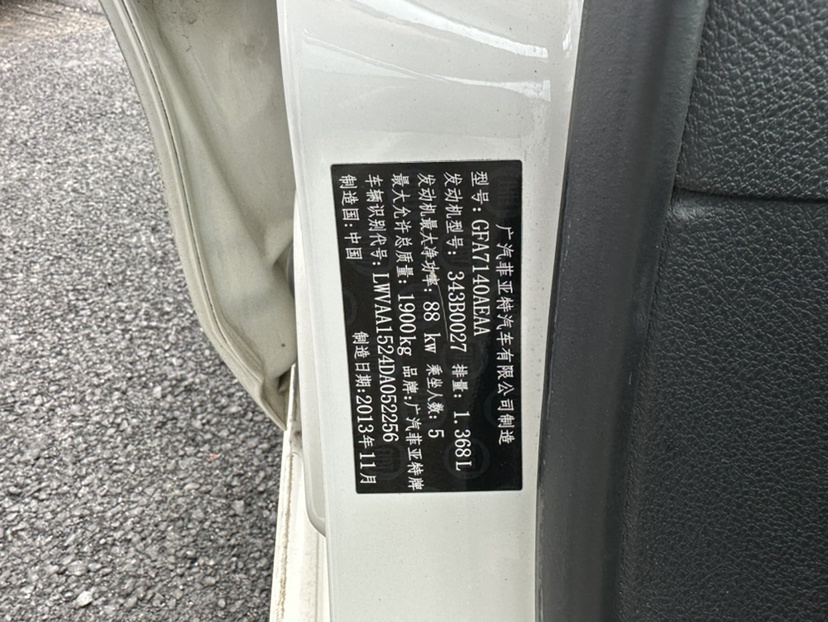 广汽菲亚特汽车有限公司制造
型号: GFA7140AEAA
发动机型号: 343B0027 排量: 1.368L
发动机最大净功率: 88 kw 乘坐人数: 5
最大允许总质量: 1900kg 品牌:广汽菲亚特牌
车辆识别代号: LWVAA1524DA052256
制造国:中国 制造日期:2013年11月